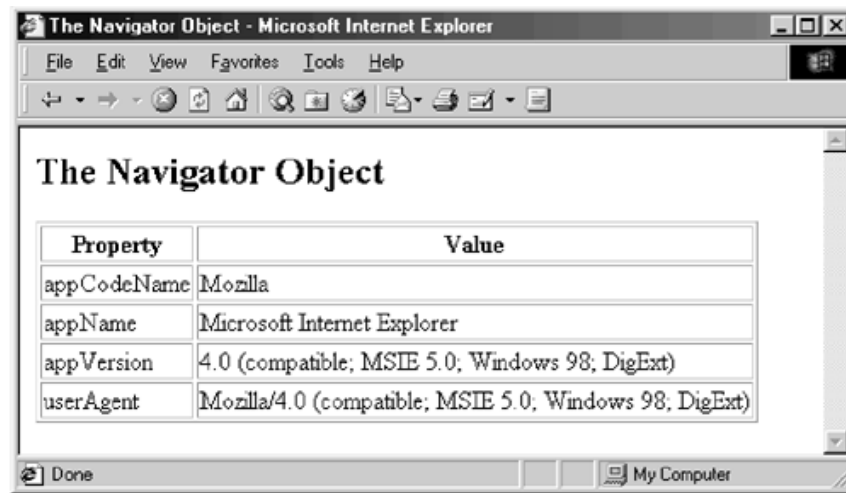 The Navigator Object - Microsoft Internet Explorer
File Edit View Favorites Tools Help
The Navigator Object
Property Value
appCodeName Mozilla
appName Microsoft Internet Explorer
appVersion 4.0 (compatible; MSIE 5.0; Windows 98; DigExt)
userAgent Mozilla/4.0 (compatible; MSIE 5.0; Windows 98; DigExt)
Done My Computer